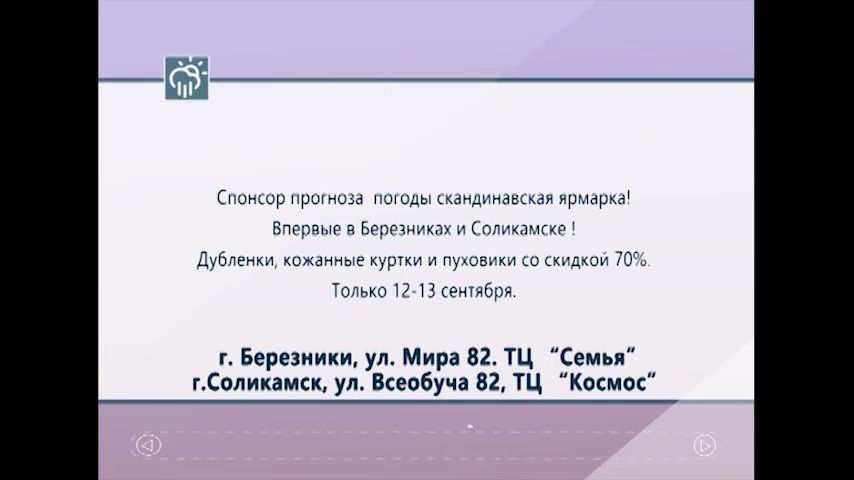 Спонсор прогноза погоды скандинавская ярмарка!
Впервые в Березниках и Соликамске !
Дубленки, кожанные куртки и пуховики со скидкой 70%.
Только 12-13 сентября.
г. Березники, ул. Мира 82. ТЦ “Семья”
г.Соликамск, ул. Всеобуча 82, ТЦ “Космос”